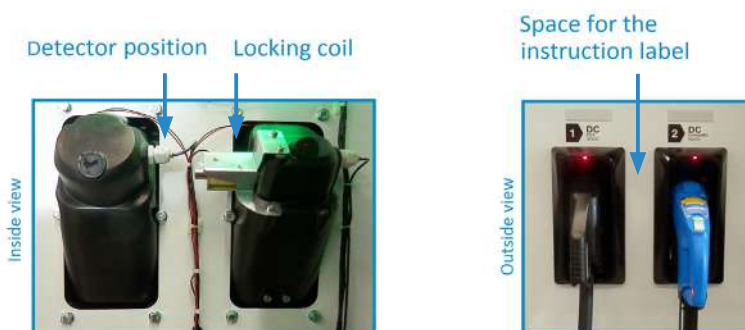 Detector position
Locking coil
Space for the
instruction label
Inside view
Outside view
1 DC
2 DC